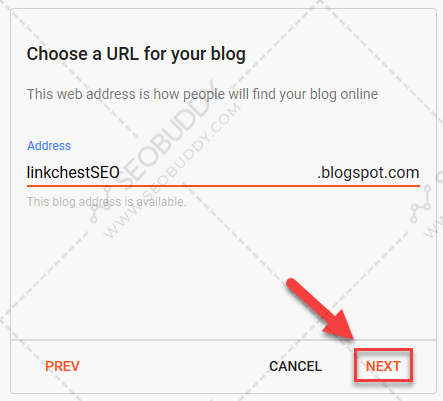 Choose a URL for your blog
This web address is how people will find your blog online
Address
linkchestSEO .blogspot.com
This blog address is available.
PREV CANCEL NEXT
SEOBUDDY
WWW.SEOBUDDY.COM